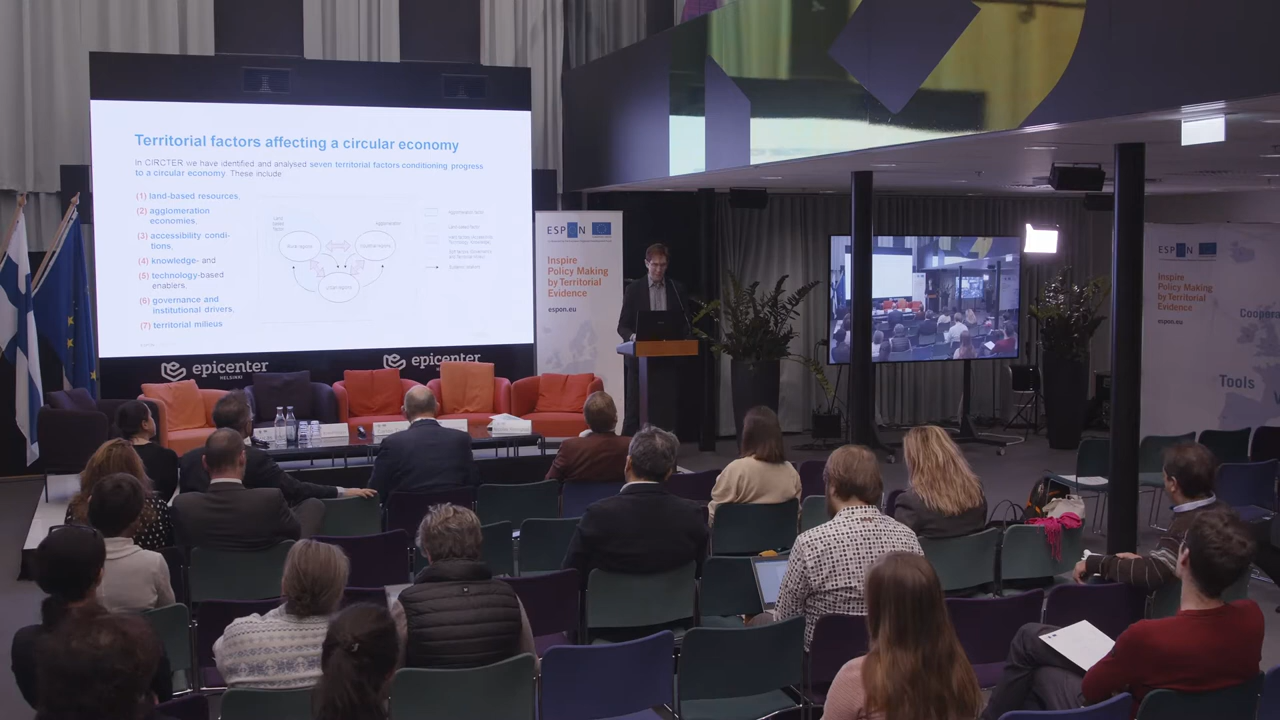 Territorial factors affecting a circular economy
In CIRCTER we have identified and analysed seven territorial factors conditioning progress
to a circular economy. These include
(1) land-based resources,
(2) agglomeration
economies,
(3) accessibility condi-
tions,
(4) knowledge- and
(5) technology-based
enablers,
(6) governance and
institutional drivers,
(7) territorial milieus
Agglomeration
epicenter
HELSINKI
epicenter
ESPON
Inspire
Policy Making
by Territorial
Evidence
espon.eu
ESPON
Inspire
Policy Making
by Territorial
Evidence
espon.eu
Tools